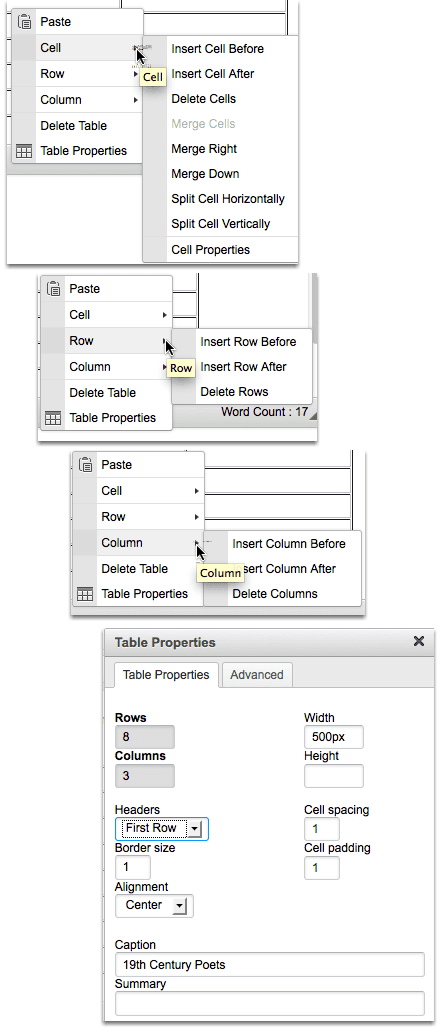 Paste
Cell
Row
Column
Delete Table
Table Properties
Cell
Insert Cell Before
Insert Cell After
Delete Cells
Merge Cells
Merge Right
Merge Down
Split Cell Horizontally
Split Cell Vertically
Cell Properties
Paste
Cell
Row
Column
Delete Table
Table Properties
Row
Insert Row Before
Insert Row After
Delete Rows
Word Count : 17
Paste
Cell
Row
Column
Delete Table
Table Properties
Column
Insert Column Before
sert Column After
Delete Columns
Table Properties
Table Properties Advanced
Rows Width
8 500px
Columns Height
3
Headers Cell spacing
First Row 1
Border size Cell padding
1 1
Alignment
Center
Caption
19th Century Poets
Summary